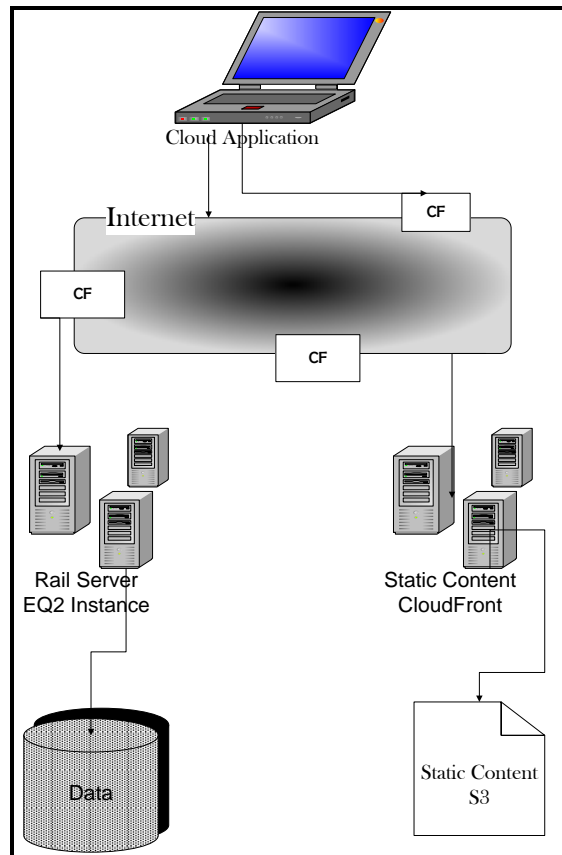 Cloud Application
Internet
CF
CF
CF
Rail Server
EQ2 Instance
Static Content
CloudFront
Data
Static Content
S3